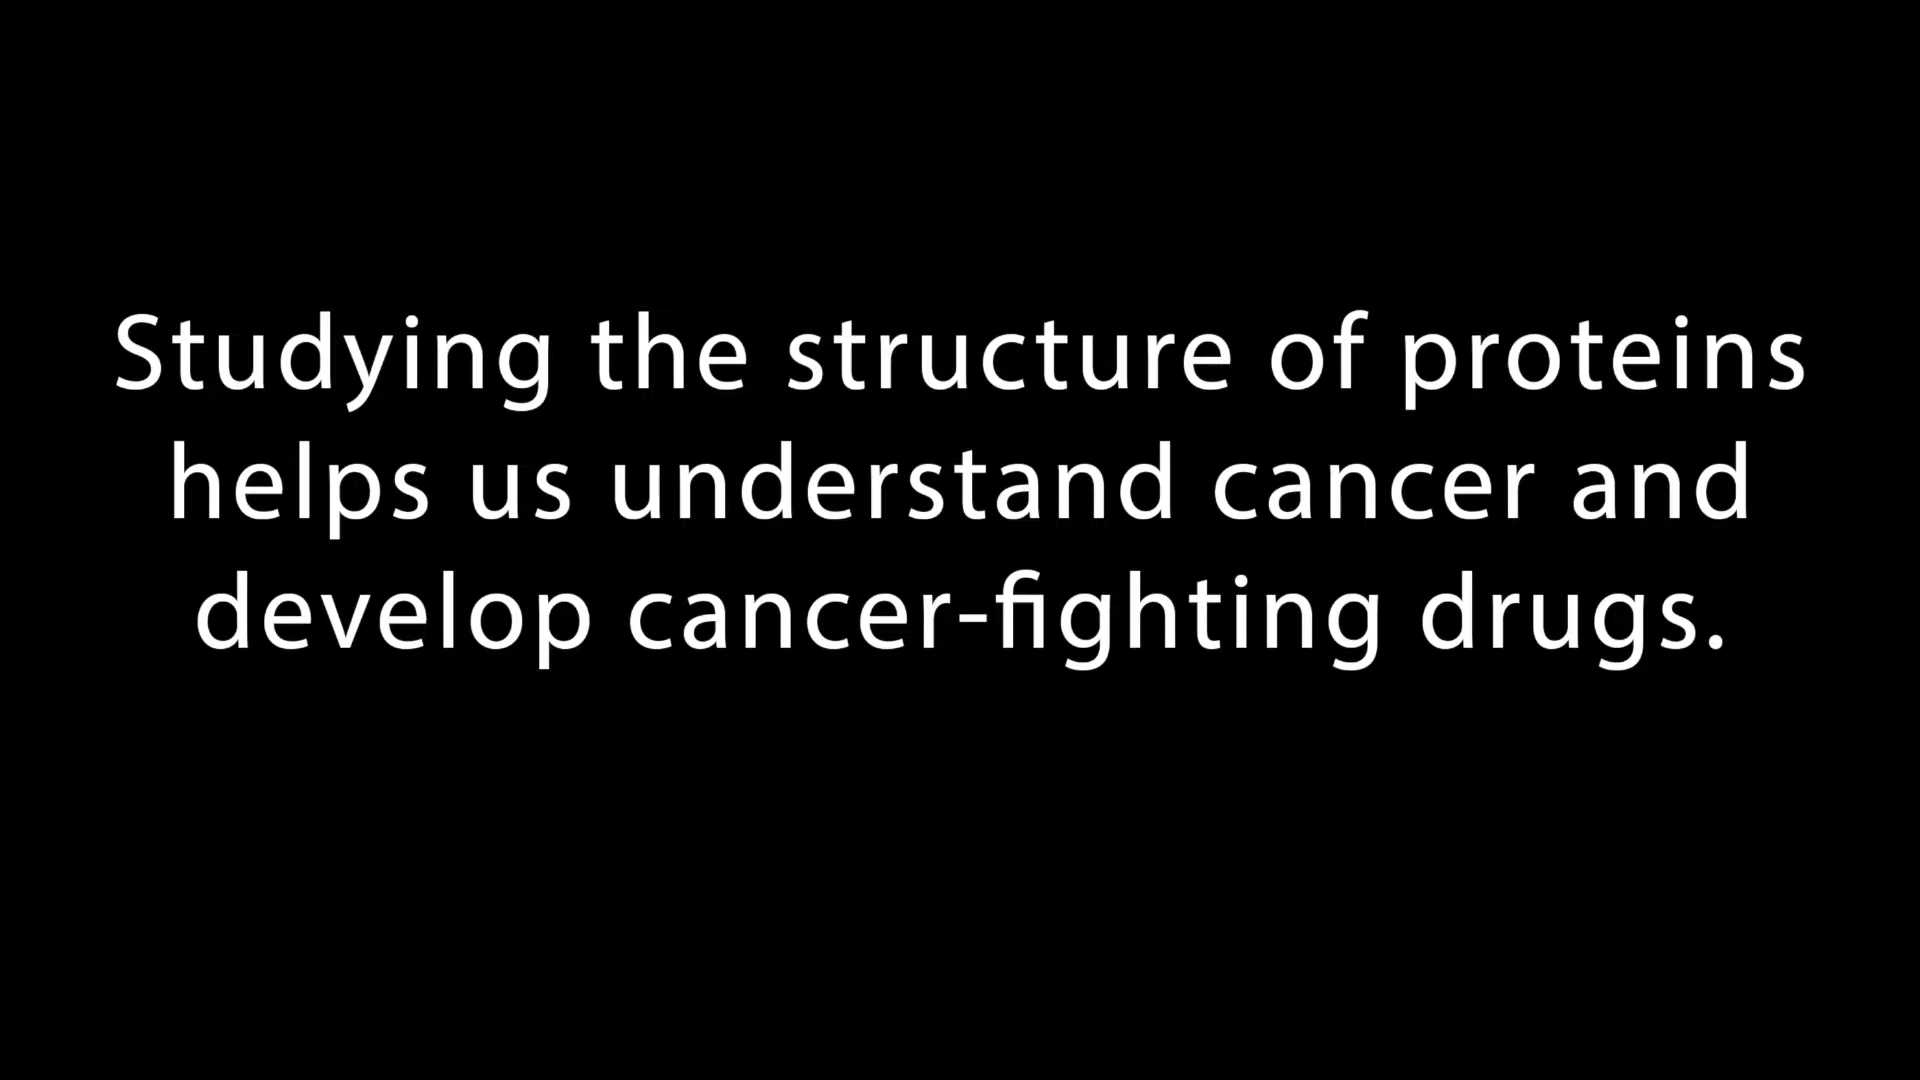 Studying the structure of proteins
helps us understand cancer and
develop cancer-fighting drugs.